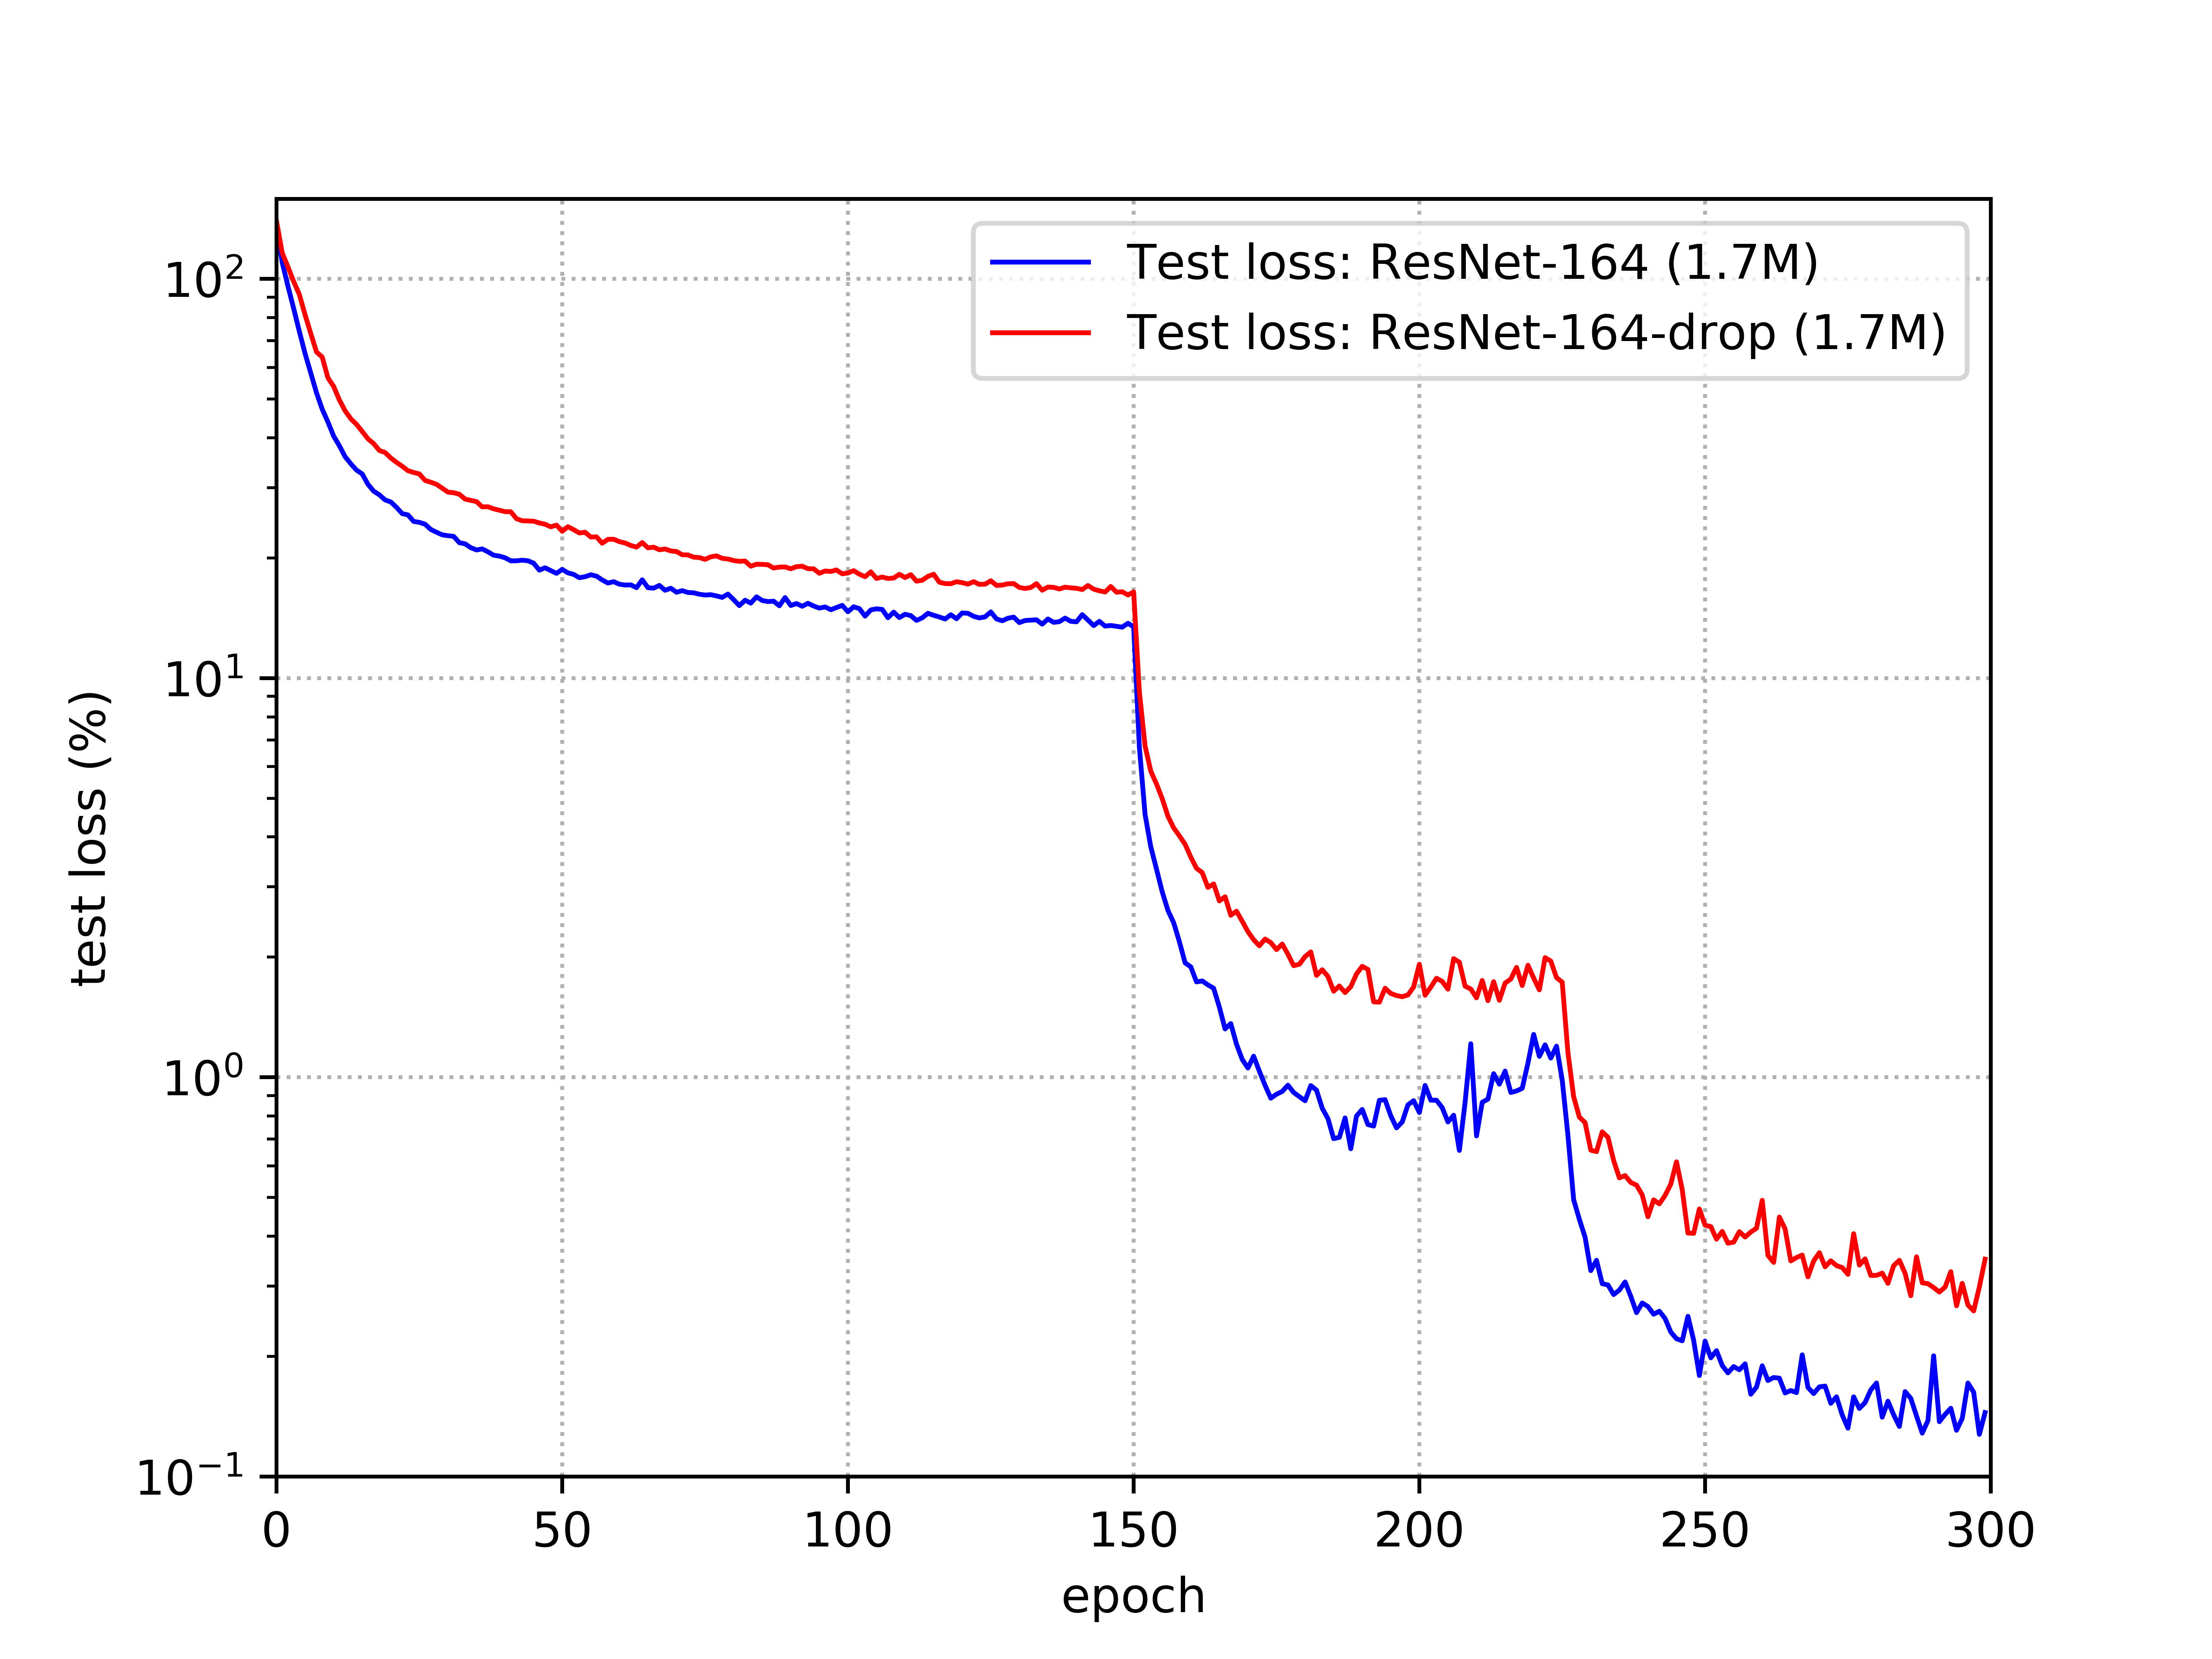 Test loss: ResNet-164 (1.7M)
Test loss: ResNet-164-drop (1.7M)
10²
10¹
10⁰
10⁻¹
test loss (%)
0 50 100 150 200 250 300
epoch